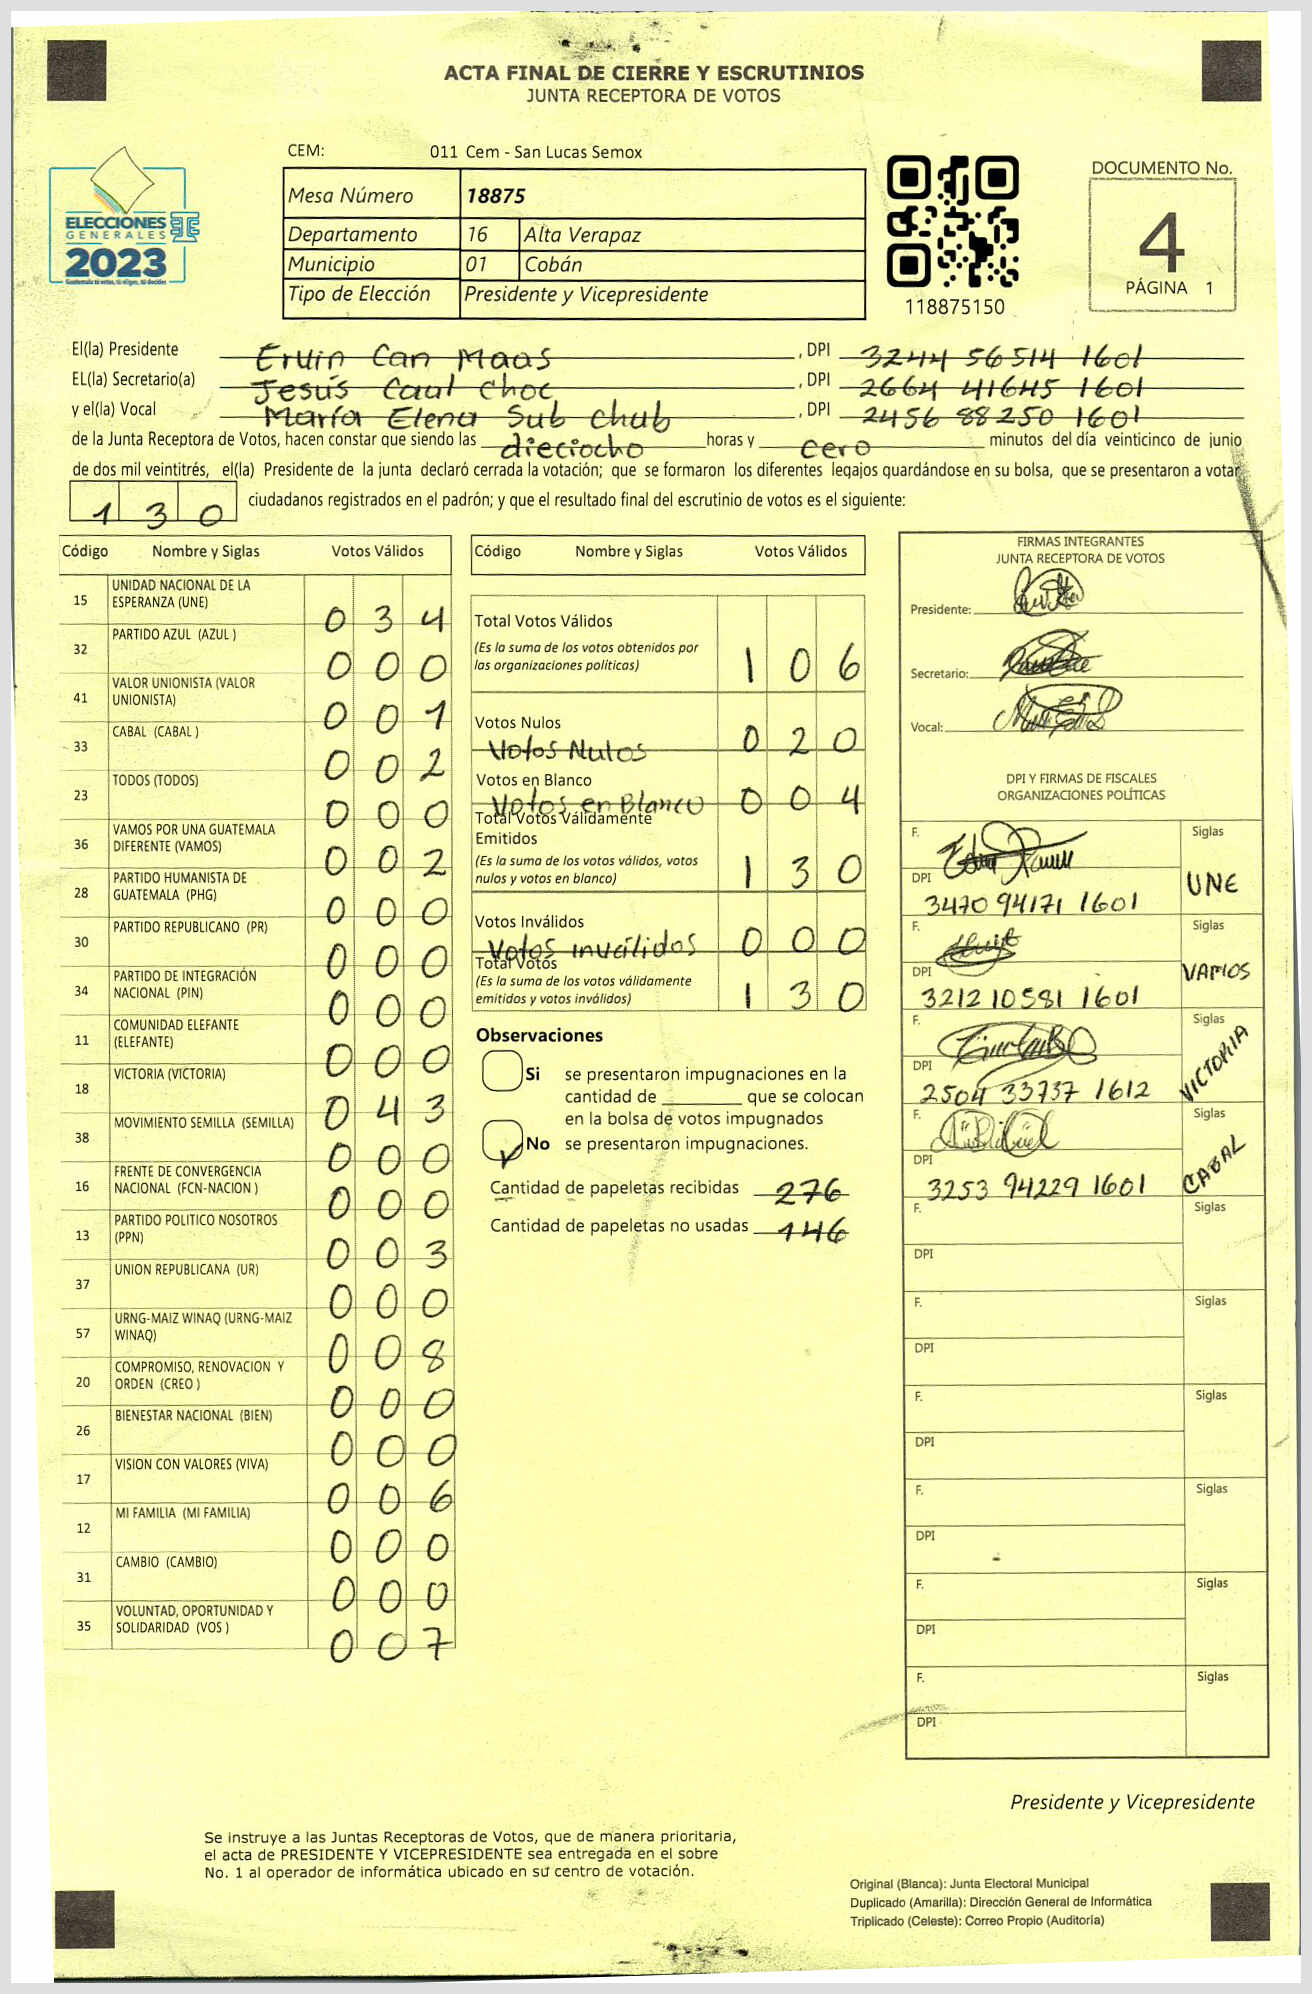 ACTA FINAL DE CIERRE Y ESCRUTINIOS
JUNTA RECEPTORA DE VOTOS
CEM: 011 Cem - San Lucas Semox
Mesa Número 18875
Departamento 16 Alta Verapaz
Municipio 01 Cobán
Tipo de Elección Presidente y Vicepresidente
ELECCIONES
GENERALES
2023
118875150
DOCUMENTO No.
4
PÁGINA 1
El(la) Presidente Ervin Can Maas , DPI 3244 56514 1601
EL(la) Secretario(a) Jesús Caal Choc , DPI 2664 41645 1601
y el(la) Vocal María Elena Sub Chub , DPI 2456 88250 1601
de la Junta Receptora de Votos, hacen constar que siendo las dieciocho horas y cero minutos del día veinticinco de junio
de dos mil veintitrés, el(la) Presidente de la junta declaró cerrada la votación; que se formaron los diferentes legajos guardándose en su bolsa, que se presentaron a votar
130 ciudadanos registrados en el padrón; y que el resultado final del escrutinio de votos es el siguiente:
Código Nombre y Siglas Votos Válidos
15 UNIDAD NACIONAL DE LA ESPERANZA (UNE) 0 3 4
32 PARTIDO AZUL (AZUL ) 0 0 0
41 VALOR UNIONISTA (VALOR UNIONISTA) 0 0 1
33 CABAL (CABAL ) 0 0 2
23 TODOS (TODOS) 0 0 0
36 VAMOS POR UNA GUATEMALA DIFERENTE (VAMOS) 0 0 2
28 PARTIDO HUMANISTA DE GUATEMALA (PHG) 0 0 0
30 PARTIDO REPUBLICANO (PR) 0 0 0
34 PARTIDO DE INTEGRACIÓN NACIONAL (PIN) 0 0 0
11 COMUNIDAD ELEFANTE (ELEFANTE) 0 0 0
18 VICTORIA (VICTORIA) 0 4 3
38 MOVIMIENTO SEMILLA (SEMILLA) 0 0 0
16 FRENTE DE CONVERGENCIA NACIONAL (FCN-NACION ) 0 0 0
13 PARTIDO POLITICO NOSOTROS (PPN) 0 0 3
37 UNION REPUBLICANA (UR) 0 0 0
57 URNG-MAIZ WINAQ (URNG-MAIZ WINAQ) 0 0 8
20 COMPROMISO, RENOVACION Y ORDEN (CREO ) 0 0 0
26 BIENESTAR NACIONAL (BIEN) 0 0 0
17 VISION CON VALORES (VIVA) 0 0 6
12 MI FAMILIA (MI FAMILIA) 0 0 0
31 CAMBIO (CAMBIO) 0 0 0
35 VOLUNTAD, OPORTUNIDAD Y SOLIDARIDAD (VOS ) 0 0 7
Código Nombre y Siglas Votos Válidos
Total Votos Válidos
(Es la suma de los votos obtenidos por
las organizaciones políticas) 1 0 6
Votos Nulos
Votos Nulos 0 2 0
Votos en Blanco
Votos en Blanco 0 0 4
Total Votos Válidamente
Emitidos
(Es la suma de los votos válidos, votos
nulos y votos en blanco) 1 3 0
Votos Inválidos
Votos inválidos 0 0 0
Total Votos
(Es la suma de los votos válidamente
emitidos y votos inválidos) 1 3 0
Observaciones
Si se presentaron impugnaciones en la
cantidad de ________ que se colocan
en la bolsa de votos impugnados
No se presentaron impugnaciones.
Cantidad de papeletas recibidas 276
Cantidad de papeletas no usadas 146
FIRMAS INTEGRANTES
JUNTA RECEPTORA DE VOTOS
Presidente:
Secretario:
Vocal:
DPI Y FIRMAS DE FISCALES
ORGANIZACIONES POLÍTICAS
F. Siglas
DPI UNE
3470 94171 1601
F. Siglas
DPI VAMOS
3212 10581 1601
F. Siglas
DPI VICTORIA
2504 33737 1612
F. Siglas
DPI CABAL
3253 94229 1601
F. Siglas
DPI
F. Siglas
DPI
F. Siglas
DPI
F. Siglas
DPI
F. Siglas
DPI
F. Siglas
DPI
Presidente y Vicepresidente
Se instruye a las Juntas Receptoras de Votos, que de manera prioritaria,
el acta de PRESIDENTE Y VICEPRESIDENTE sea entregada en el sobre
No. 1 al operador de informática ubicado en su centro de votación.
Original (Blanca): Junta Electoral Municipal
Duplicado (Amarilla): Dirección General de Informática
Triplicado (Celeste): Correo Propio (Auditoría)